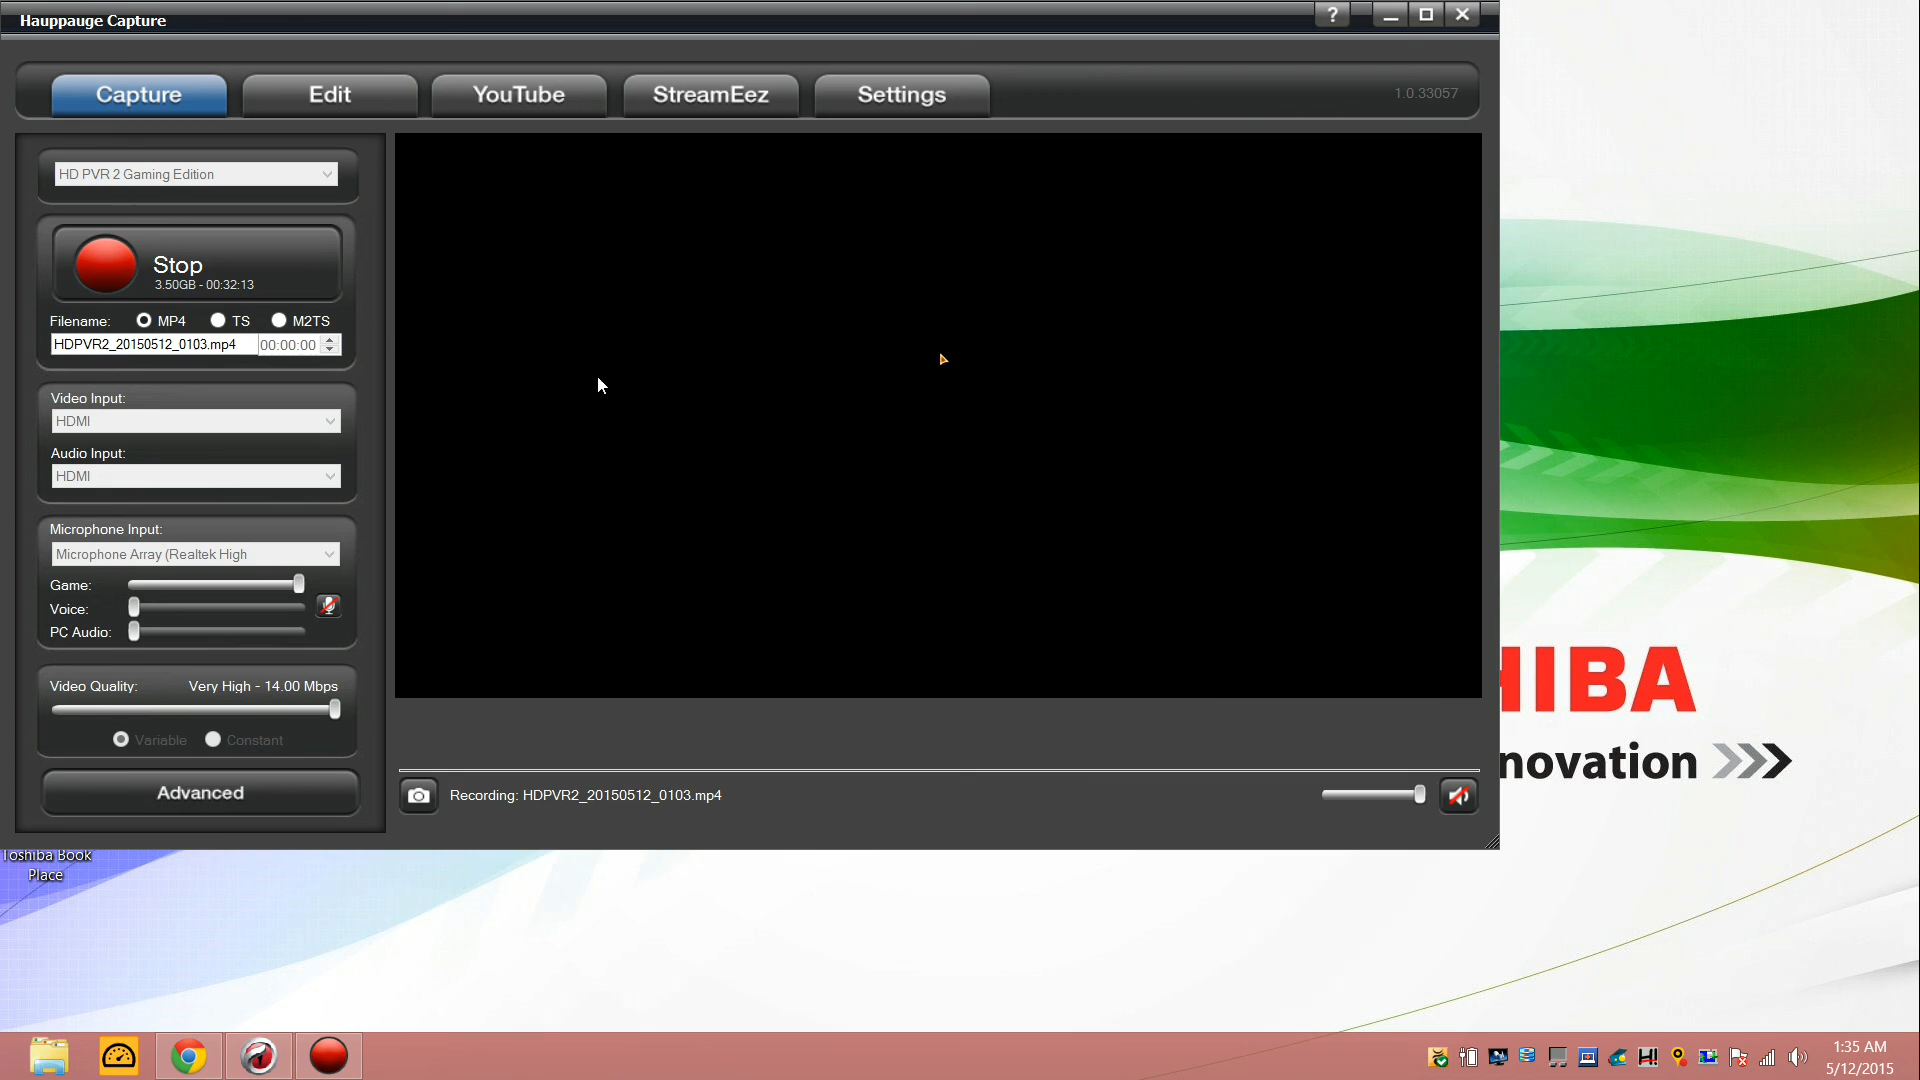 Hauppauge Capture
?
Capture
Edit
YouTube
StreamEez
Settings
1.0.33057
HD PVR 2 Gaming Edition
Stop
3.50GB - 00:32:13
Filename: MP4 TS M2TS
HDPVR2_20150512_0103.mp4 00:00:00
Video Input:
HDMI
Audio Input:
HDMI
Microphone Input:
Microphone Array (Realtek High
Game:
Voice:
PC Audio:
Video Quality: Very High - 14.00 Mbps
Variable Constant
Advanced
Recording: HDPVR2_20150512_0103.mp4
HIBA
novation
Toshiba Book
Place
1:35 AM
5/12/2015